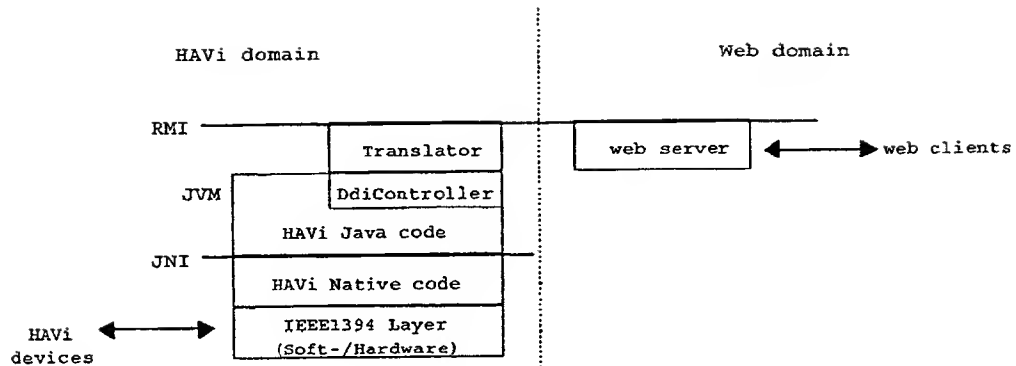 HAVi domain
Web domain
RMI
Translator
web server
web clients
JVM
DdiController
HAVi Java code
JNI
HAVi Native code
IEEE1394 Layer
(Soft-/Hardware)
HAVi
devices